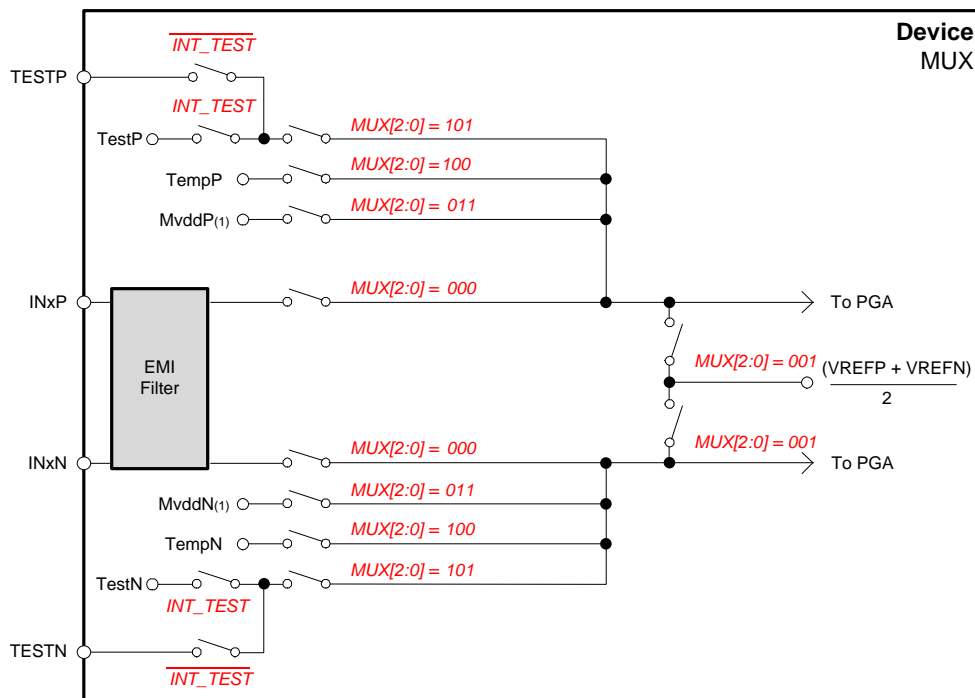 Device
MUX
INT_TEST
TESTP
INT_TEST
TestP
MUX[2:0] = 101
TempP
MUX[2:0] = 100
MvddP(1)
MUX[2:0] = 011
INxP
MUX[2:0] = 000
To PGA
EMI
Filter
MUX[2:0] = 001
(VREFP + VREFN)
2
MUX[2:0] = 001
INxN
MUX[2:0] = 000
To PGA
MvddN(1)
MUX[2:0] = 011
TempN
MUX[2:0] = 100
TestN
MUX[2:0] = 101
INT_TEST
TESTN
INT_TEST